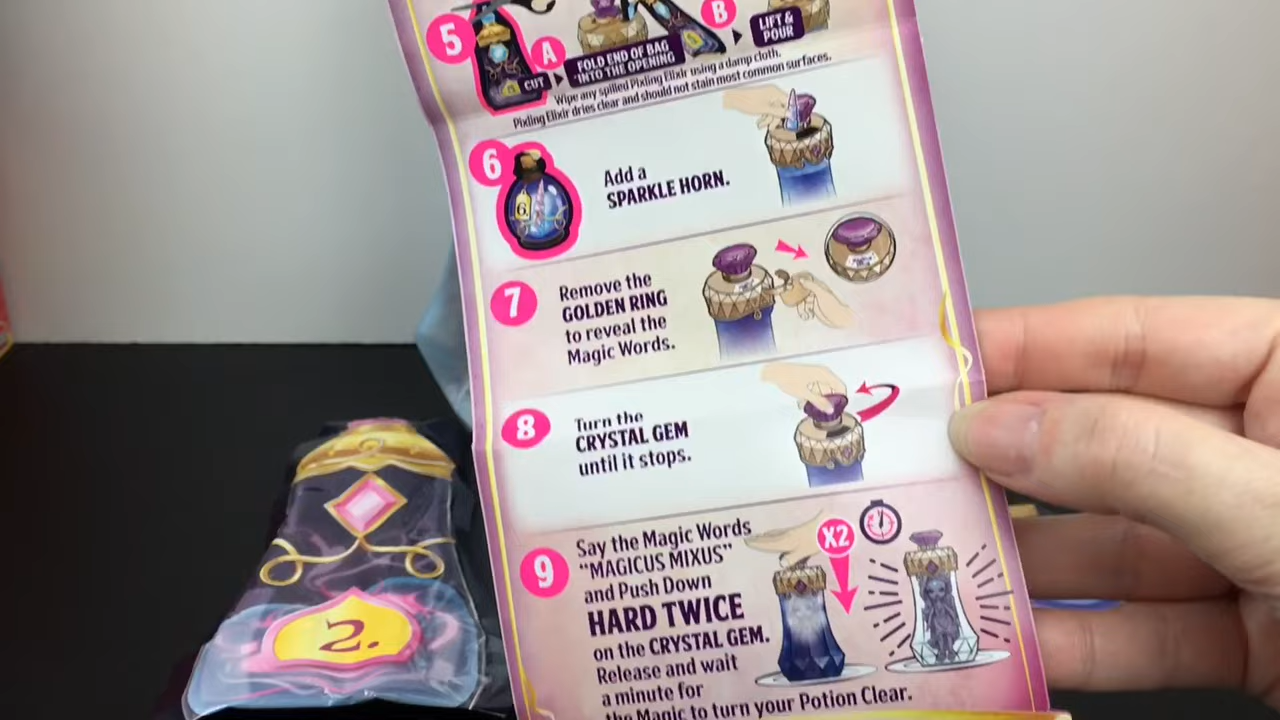 5
A
CUT
FOLD END OF BAG
INTO THE OPENING
B
LIFT &
POUR
Wipe any spilled Pixling Elixir using a damp cloth.
Pixling Elixir dries clear and should not stain most common surfaces.
6
6.
Add a
SPARKLE HORN.
7
Remove the
GOLDEN RING
to reveal the
Magic Words.
8
Turn the
CRYSTAL GEM
until it stops.
9
Say the Magic Words
"MAGICUS MIXUS"
and Push Down
HARD TWICE
on the CRYSTAL GEM.
Release and wait
a minute for
the Magic to turn your Potion Clear.
X2
2.